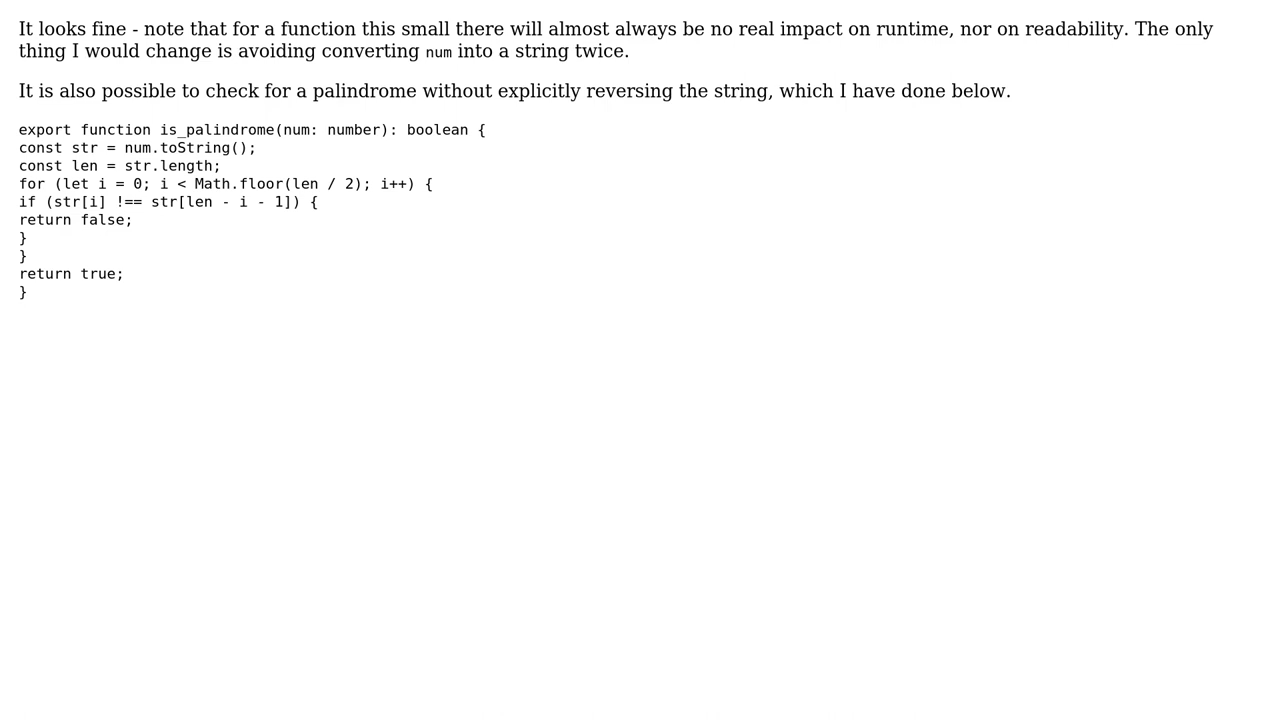 It looks fine - note that for a function this small there will almost always be no real impact on runtime, nor on readability. The only
thing I would change is avoiding converting num into a string twice.
It is also possible to check for a palindrome without explicitly reversing the string, which I have done below.
export function is_palindrome(num: number): boolean {
const str = num.toString();
const len = str.length;
for (let i = 0; i < Math.floor(len / 2); i++) {
if (str[i] !== str[len - i - 1]) {
return false;
}
}
return true;
}